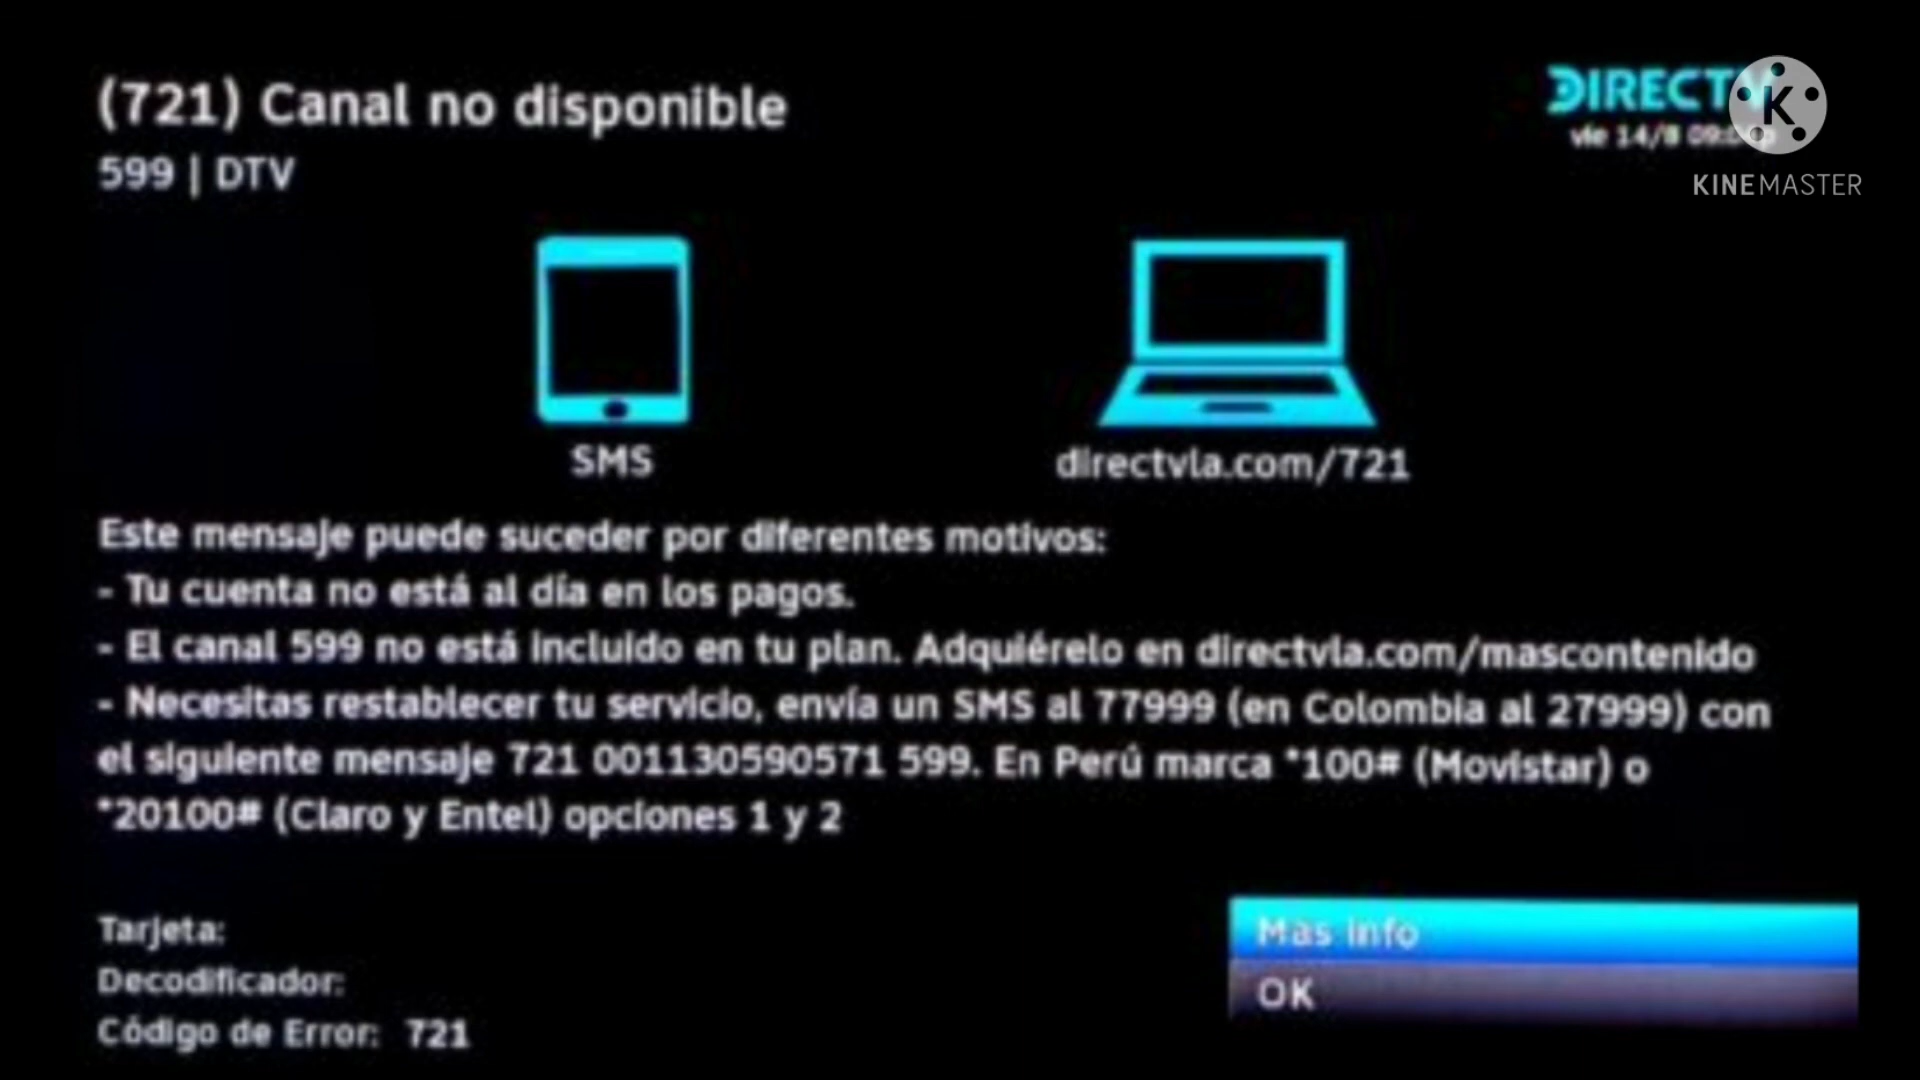 (721) Canal no disponible
DIRECTV
599 | DTV
vie 14/8
K
KINEMASTER
SMS
directvla.com/721
Este mensaje puede suceder por diferentes motivos:
- Tu cuenta no está al día en los pagos.
- El canal 599 no está incluido en tu plan. Adquiérelo en directvla.com/mascontenido
- Necesitas restablecer tu servicio, envía un SMS al 77999 (en Colombia al 27999) con
el siguiente mensaje 721 001130590571 599. En Perú marca *100# (Movistar) o
*20100# (Claro y Entel) opciones 1 y 2
Tarjeta:
Decodificador:
Código de Error: 721
Mas info
OK